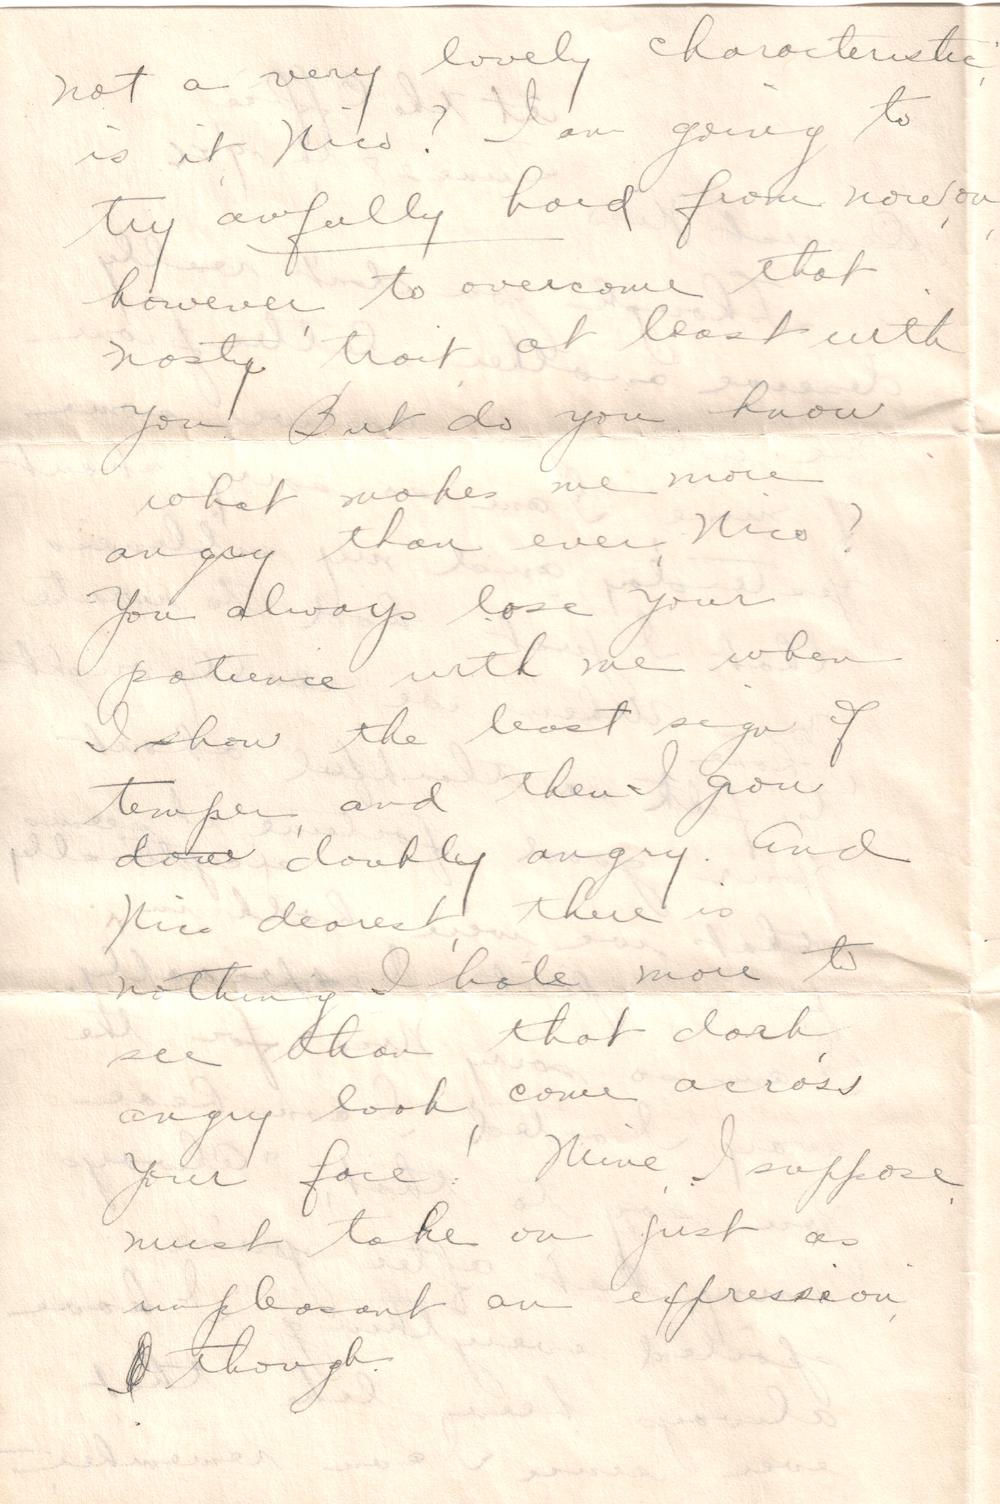 not a very lovely characteristic,
is it, Nico? I am going to
try awfully hard from now on,
however, to overcome that
nasty trait, at least with
you. But do you know
what makes me more
angry than ever, Nico?
You always lose your
patience with me when
I show the least sign of
temper, and then I grow
doubly angry. And
Nico dearest, there is
nothing I hate more to
see than that dark,
angry look, come across
your face. Mine, I suppose,
must take on just as
unpleasant an expression,
though.